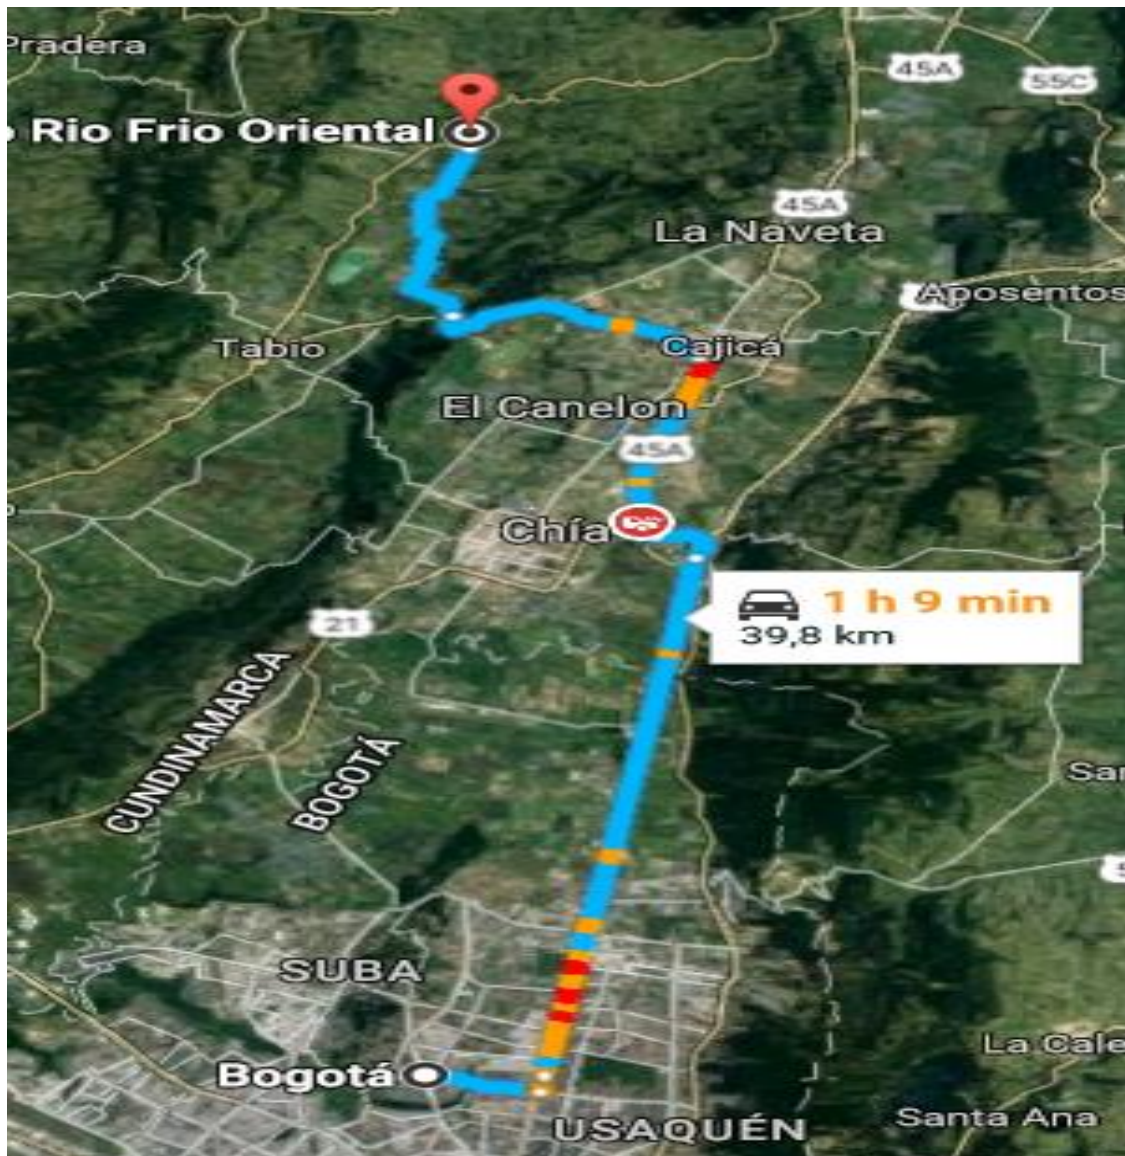 Pradera
45A
55C
Rio Frio Oriental
45A
La Naveta
Aposentos
Tabio
Cajicá
El Canelon
45A
Chía
1 h 9 min
39,8 km
21
CUNDINAMARCA
BOGOTÁ
SUBA
La Cale
Bogotá
Santa Ana
USAQUÉN